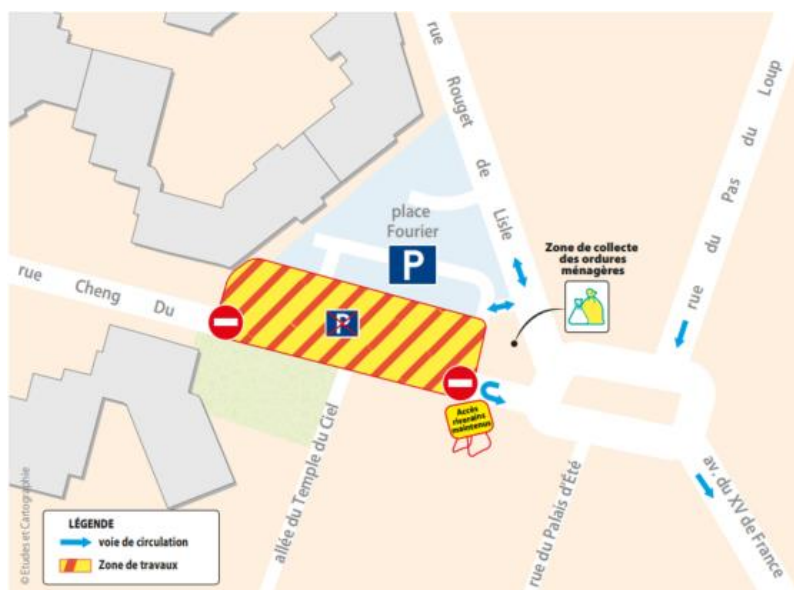 rue Rouget de Lisle
rue du Pas du Loup
place
Fourier
P
Zone de collecte
des ordures
ménagères
rue Cheng Du
P
Accès
riverains
maintenus
allée du Temple du Ciel
rue du Palais d'Été
av. du XV de France
© Etudes et Cartographie
LÉGENDE
voie de circulation
Zone de travaux